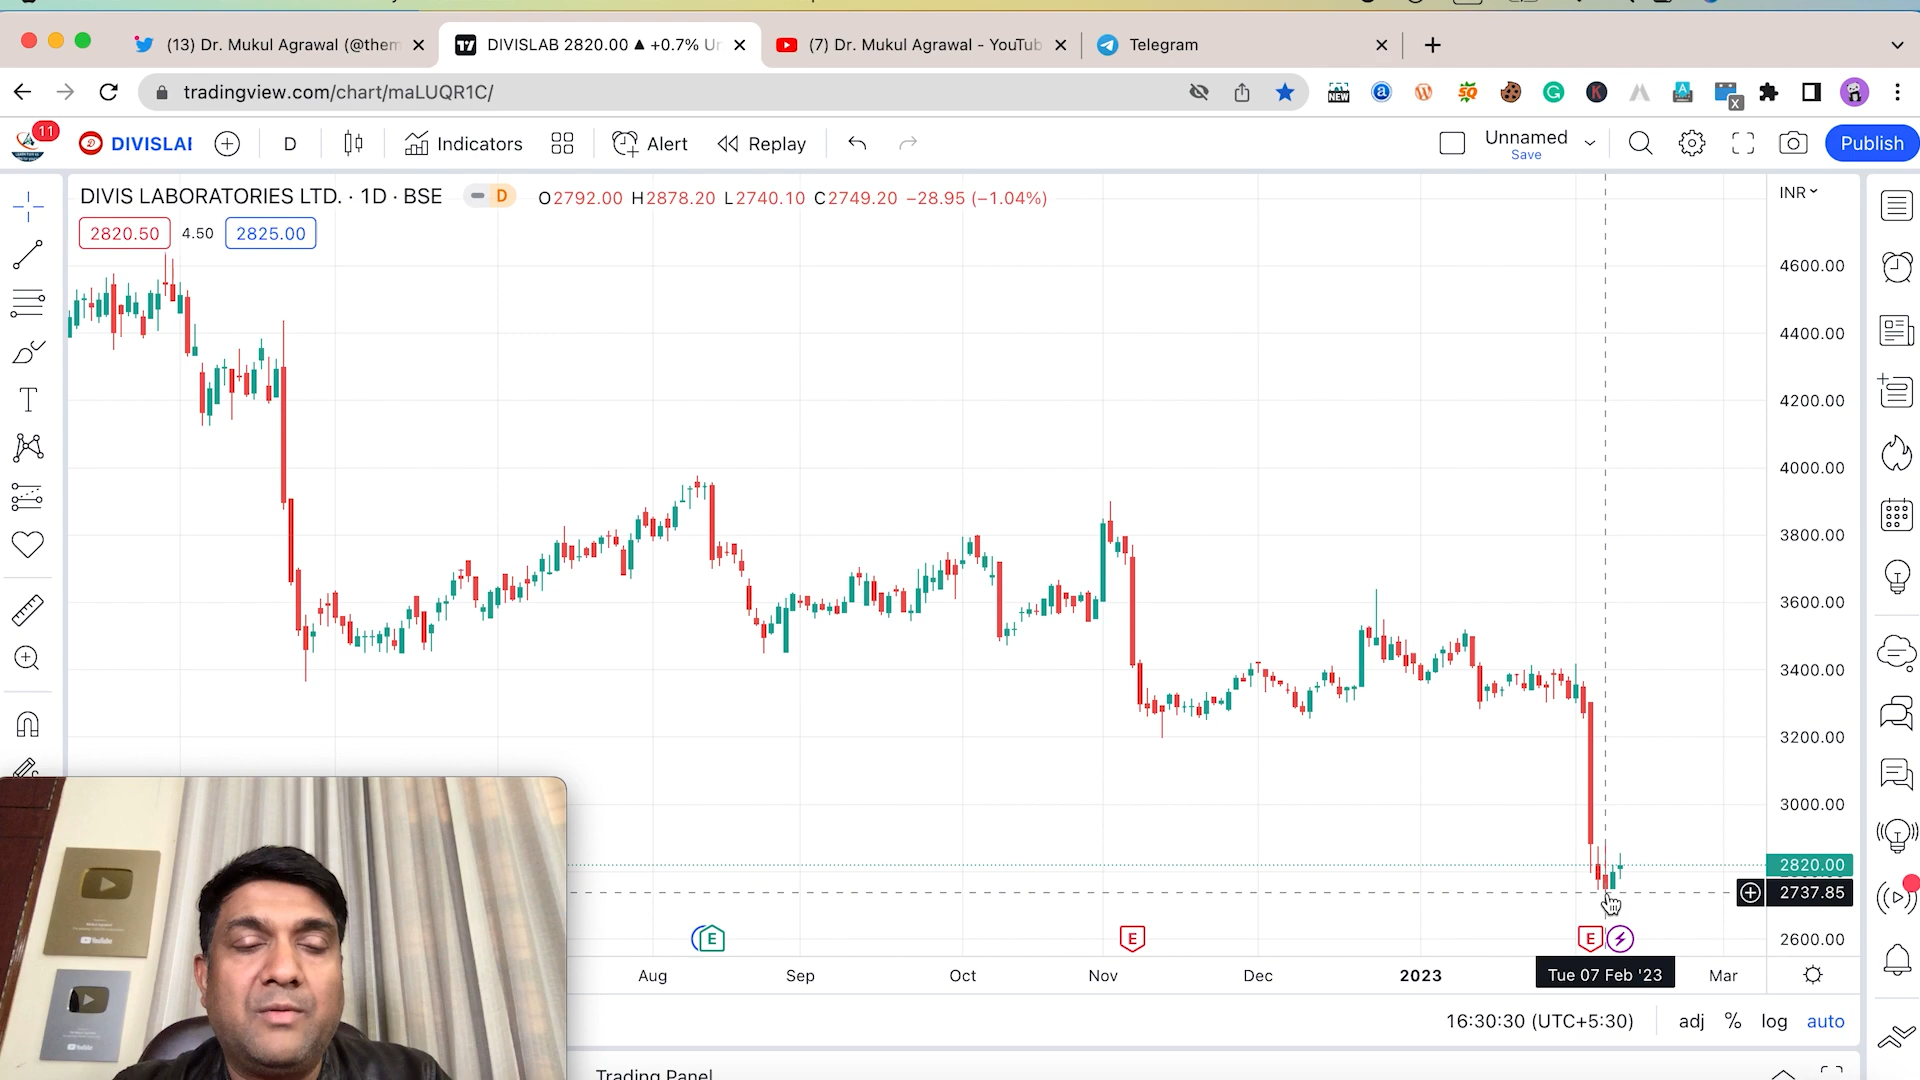 (13) Dr. Mukul Agrawal (@them
DIVISLAB 2820.00 ▲ +0.7% Ur
(7) Dr. Mukul Agrawal - YouTub
Telegram
tradingview.com/chart/maLUQR1C/
NEW
11
DIVISLAI
D
Indicators
Alert
Replay
Unnamed
Save
Publish
DIVIS LABORATORIES LTD. · 1D · BSE
D
O2792.00 H2878.20 L2740.10 C2749.20 −28.95 (−1.04%)
INR
2820.50
4.50
2825.00
4600.00
4400.00
4200.00
4000.00
3800.00
3600.00
3400.00
3200.00
3000.00
2820.00
2737.85
2600.00
E
E
E
Aug
Sep
Oct
Nov
Dec
2023
Tue 07 Feb '23
Mar
16:30:30 (UTC+5:30)
adj
%
log
auto
YouTube
YouTube
Trading Panel